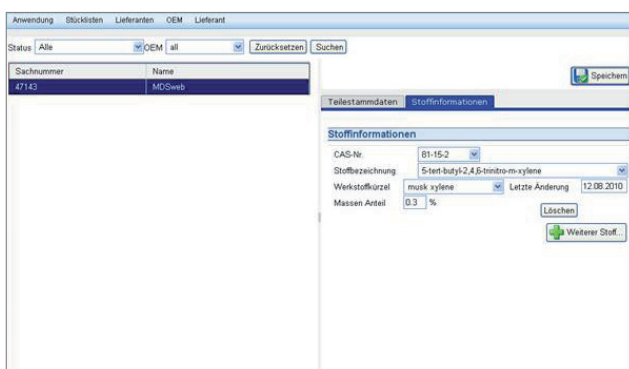 Anwendung Stücklisten Lieferanten OEM Lieferant
Status Alle OEM all Zurücksetzen Suchen
Sachnummer Name
47143 MDSweb
Speichern
Teilestammdaten Stoffinformationen
Stoffinformationen
CAS-Nr. 81-15-2
Stoffbezeichnung 5-tert-butyl-2,4,6-trinitro-m-xylene
Werkstoffkürzel musk xylene Letzte Änderung 12.08.2010
Massen Anteil 0.3 %
Löschen
Weiterer Stoff...